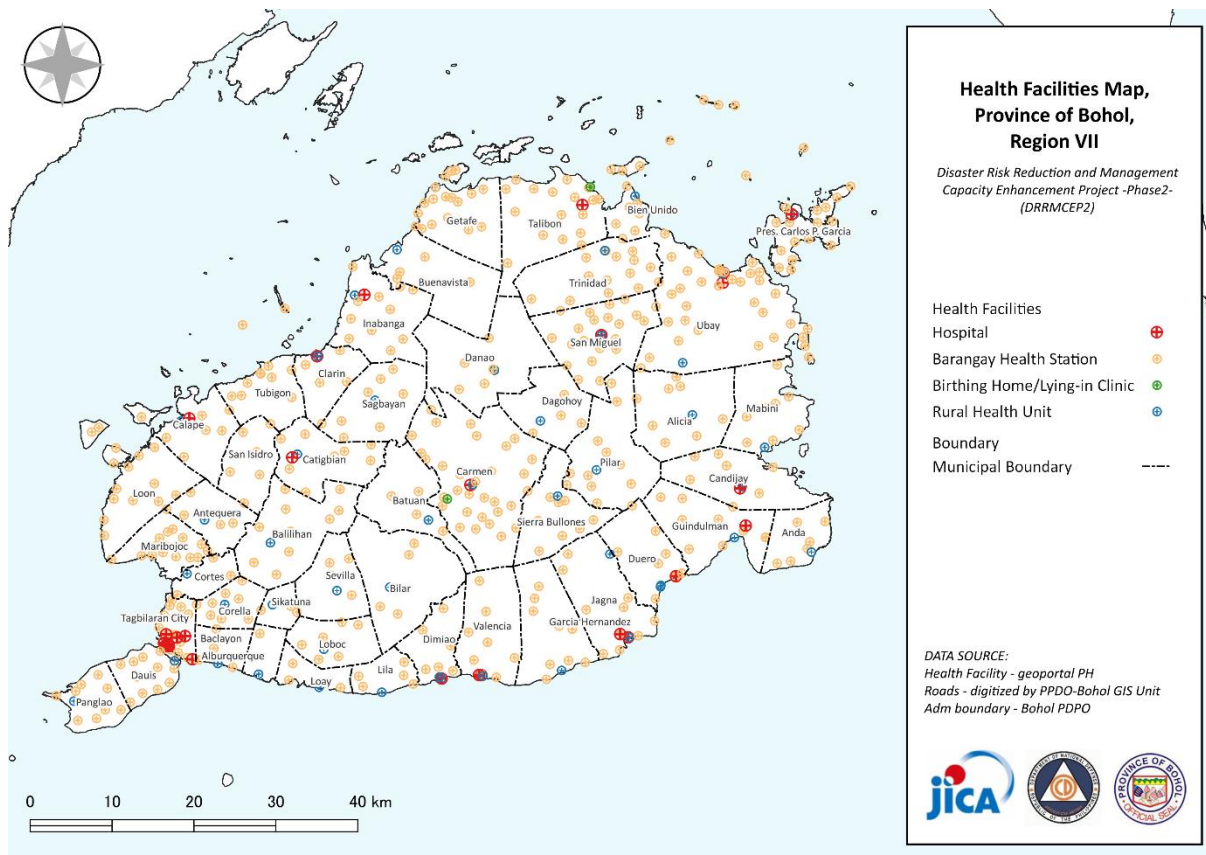 Health Facilities Map,
Province of Bohol,
Region VII
Disaster Risk Reduction and Management
Capacity Enhancement Project -Phase2-
(DRRMCEP2)
Health Facilities
Hospital
Barangay Health Station
Birthing Home/Lying-in Clinic
Rural Health Unit
Boundary
Municipal Boundary
DATA SOURCE:
Health Facility - geoportal PH
Roads - digitized by PPDO-Bohol GIS Unit
Adm boundary - Bohol PDPO
JICA
CD
PROVINCE OF BOHOL
OFFICIAL SEAL
Getafe
Talibon
Bien Unido
Pres. Carlos P. Garcia
Buenavista
Trinidad
Inabanga
Ubay
San Miguel
Danao
Clarin
Tubigon
Sagbayan
Dagohoy
Mabini
Alicia
Calape
San Isidro
Catigbian
Carmen
Pilar
Candijay
Loon
Batuan
Antequera
Sierra Bullones
Guindulman
Anda
Balilihan
Maribojoc
Duero
Cortes
Sevilla
Bilar
Sikatuna
Jagna
Corella
Tagbilaran City
Garcia Hernandez
Valencia
Baclayon
Dimiao
Loboc
Alburquerque
Lila
Dauis
Loay
Panglao
0 10 20 30 40 km